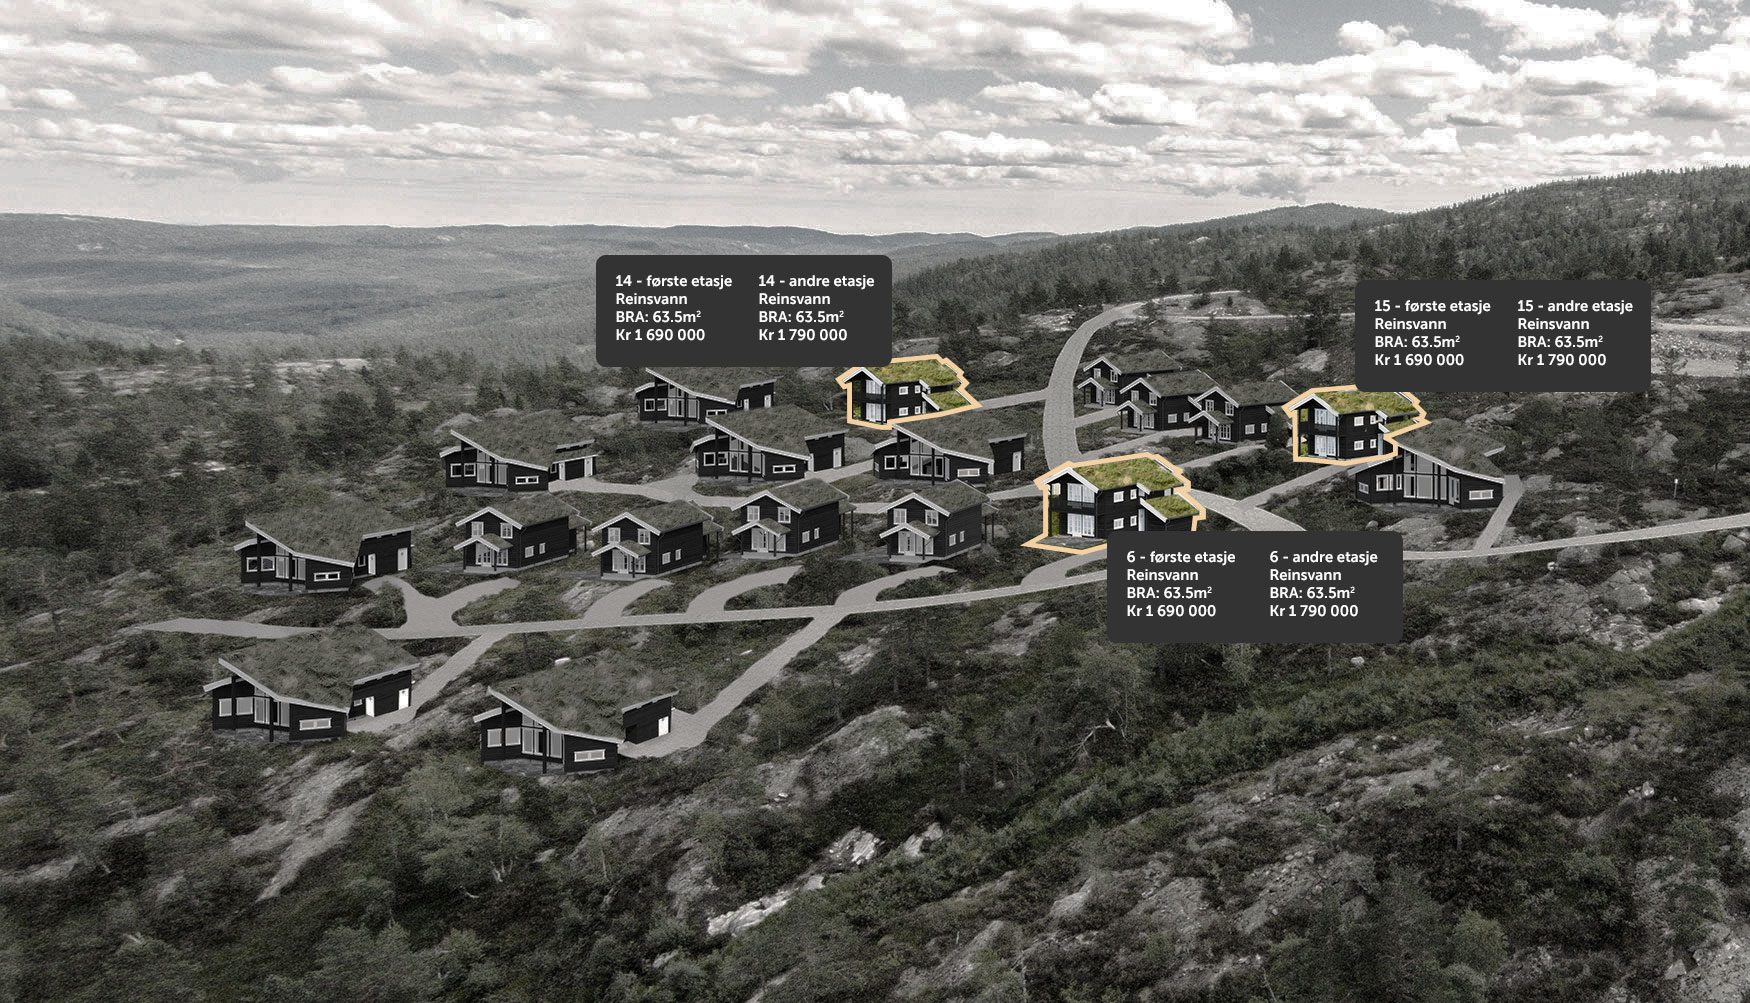 14 - første etasje
Reinsvann
BRA: 63.5m²
Kr 1 690 000
14 - andre etasje
Reinsvann
BRA: 63.5m²
Kr 1 790 000
15 - første etasje
Reinsvann
BRA: 63.5m²
Kr 1 690 000
15 - andre etasje
Reinsvann
BRA: 63.5m²
Kr 1 790 000
6 - første etasje
Reinsvann
BRA: 63.5m²
Kr 1 690 000
6 - andre etasje
Reinsvann
BRA: 63.5m²
Kr 1 790 000